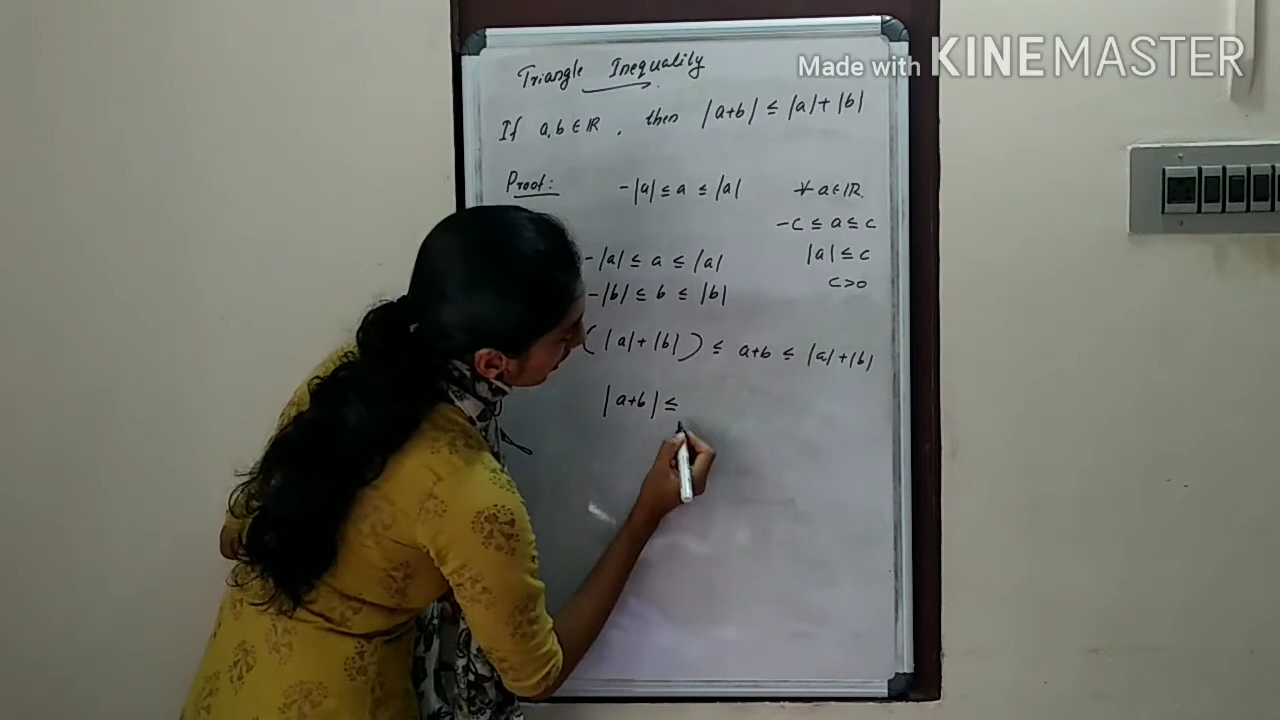 Made with KINEMASTER
Triangle Inequality
If a,b ∈ ℝ, then |a+b| ≤ |a|+|b|
Proof: -|a| ≤ a ≤ |a| ∀ a ∈ ℝ.
-c ≤ a ≤ c
-|a| ≤ a ≤ |a| |a| ≤ c
-|b| ≤ b ≤ |b| c>0
(|a|+|b|) ≤ a+b ≤ |a|+|b|
|a+b| ≤